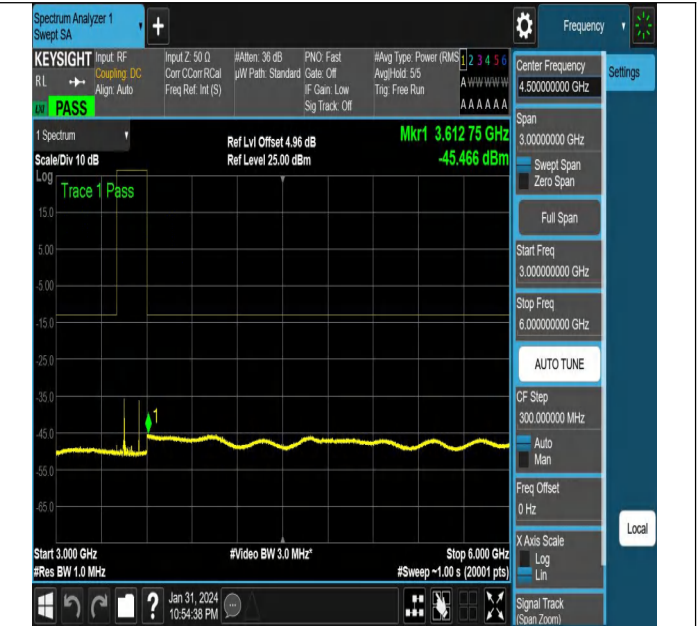 Spectrum Analyzer 1
Swept SA
Frequency
KEYSIGHT
RL
PASS
Input: RF
Coupling: DC
Align: Auto
Input Z: 50 Ω
Corr CCorr RCal
Freq Ref: Int (S)
#Atten: 36 dB
µW Path: Standard
PNO: Fast
Gate: Off
IF Gain: Low
Sig Track: Off
#Avg Type: Power (RMS)
Avg|Hold: 5/5
Trig: Free Run
1 2 3 4 5 6
A W W W W W
A A A A A A
1 Spectrum
Scale/Div 10 dB
Log
Ref Lvl Offset 4.96 dB
Ref Level 25.00 dBm
Mkr1 3.612 75 GHz
-45.466 dBm
Trace 1 Pass
15.0
5.00
-5.00
-15.0
-25.0
-35.0
-45.0
-55.0
-65.0
1
Start 3.000 GHz
#Res BW 1.0 MHz
#Video BW 3.0 MHz*
Stop 6.000 GHz
#Sweep ~1.00 s (20001 pts)
?
Jan 31, 2024
10:54:38 PM
Center Frequency
4.500000000 GHz
Settings
Span
3.00000000 GHz
Swept Span
Zero Span
Full Span
Start Freq
3.000000000 GHz
Stop Freq
6.000000000 GHz
AUTO TUNE
CF Step
300.000000 MHz
Auto
Man
Freq Offset
0 Hz
X Axis Scale
Log
Lin
Local
Signal Track
(Span Zoom)